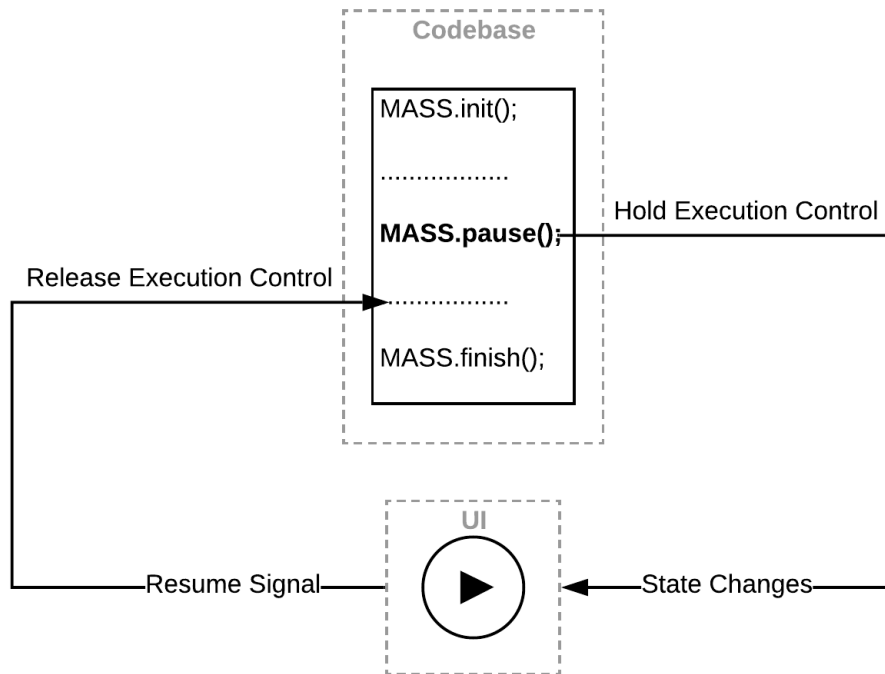 Codebase
MASS.init();
..................
MASS.pause();
Hold Execution Control
Release Execution Control
.................
MASS.finish();
UI
Resume Signal
State Changes